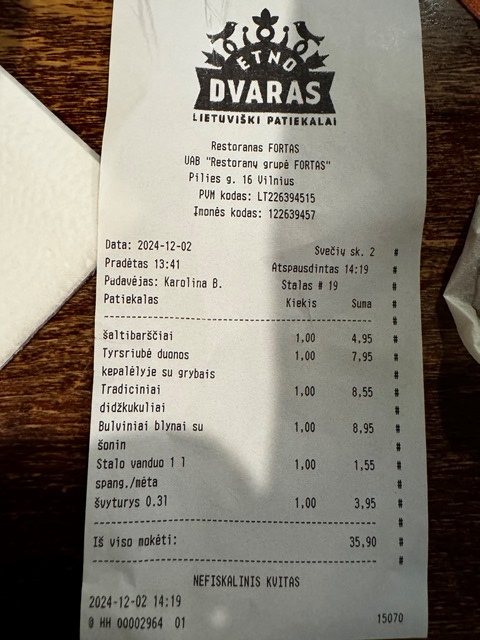 ETNO
DVARAS
LIETUVIŠKI PATIEKALAI
Restoranas FORTAS
UAB "Restoranų grupė FORTAS"
Pilies g. 16 Vilnius
PVM kodas: LT226394515
Įmonės kodas: 122639457
Data: 2024-12-02 Svečių sk. 2 #
Pradėtas 13:41 Atspausdintas 14:19 #
Padavėjas: Karolina B. Stalas # 19 #
Patiekalas Kiekis Suma #
#
šaltibarščiai 1,00 4,95 #
Tyrsriubė duonos 1,00 7,95 #
kepalėlyje su grybais #
Tradiciniai 1,00 8,55 #
didžkukuliai #
Bulviniai blynai su 1,00 8,95 #
šonin #
Stalo vanduo 1 l 1,00 1,55 #
spang./mėta #
švyturys 0.3l 1,00 3,95 #
#
Iš viso mokėti: 35,90 #
#
NEFISKALINIS KVITAS
2024-12-02 14:19
@ HH 00002964 01 15070